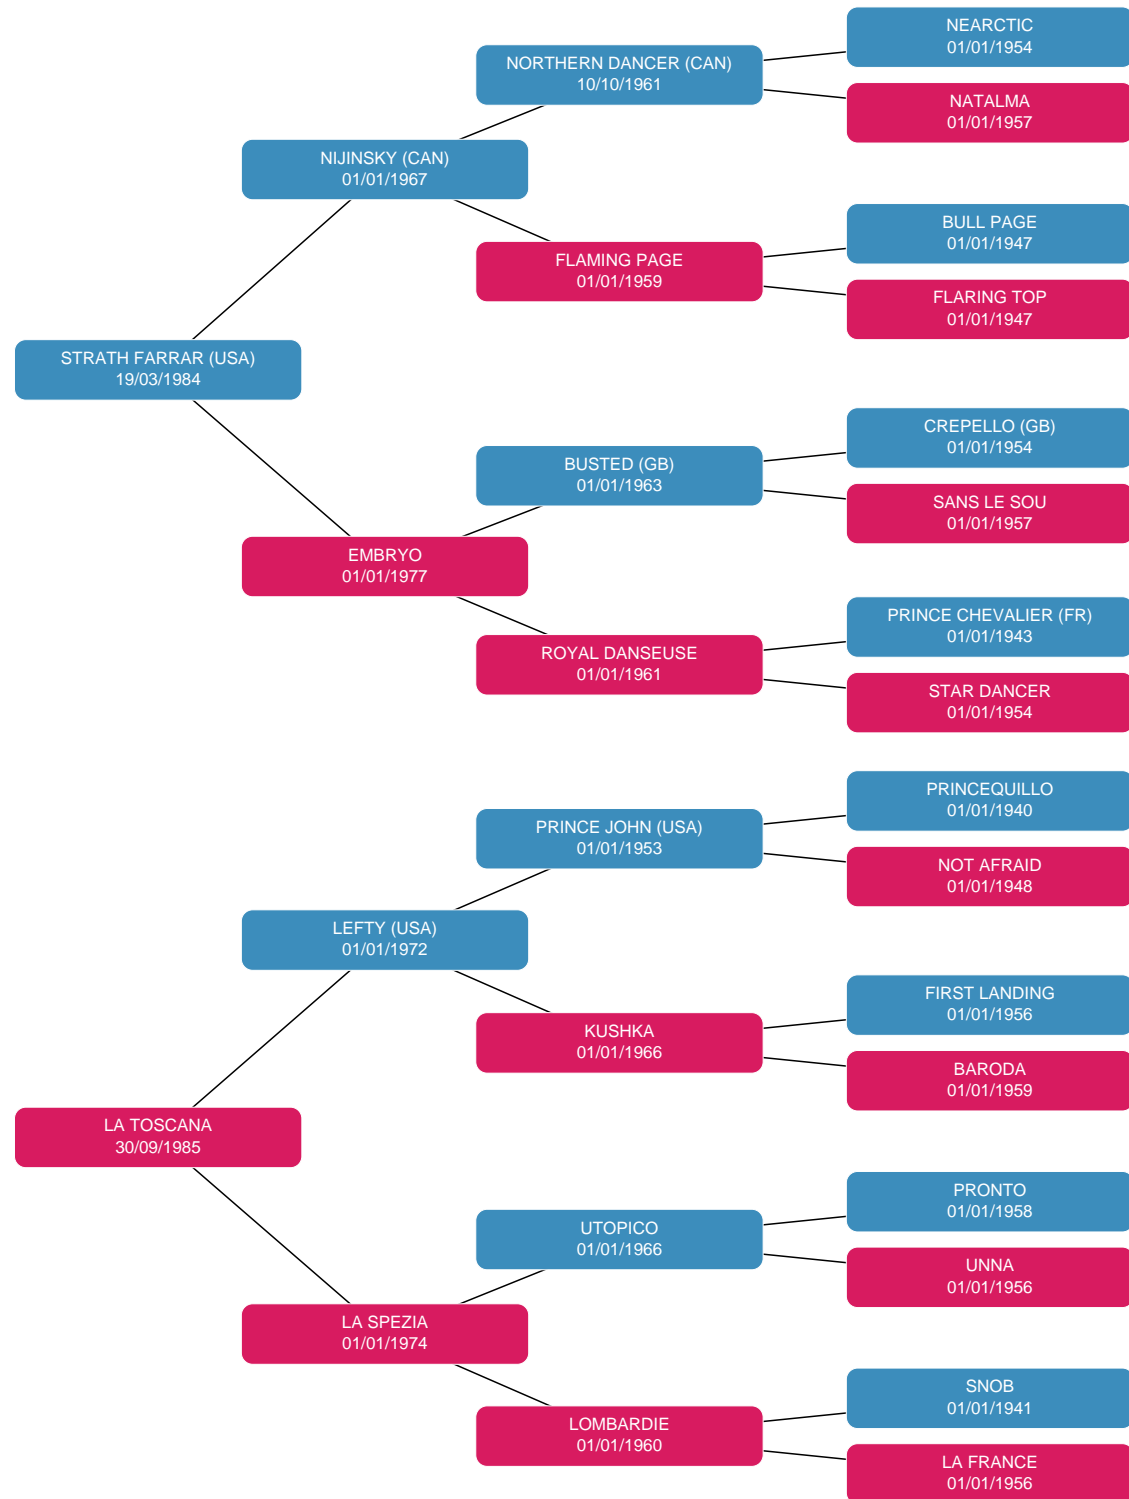 NEARCTIC
01/01/1954
NORTHERN DANCER (CAN)
10/10/1961
NATALMA
01/01/1957
NIJINSKY (CAN)
01/01/1967
BULL PAGE
01/01/1947
FLAMING PAGE
01/01/1959
FLARING TOP
01/01/1947
STRATH FARRAR (USA)
19/03/1984
CREPELLO (GB)
01/01/1954
BUSTED (GB)
01/01/1963
SANS LE SOU
01/01/1957
EMBRYO
01/01/1977
PRINCE CHEVALIER (FR)
01/01/1943
ROYAL DANSEUSE
01/01/1961
STAR DANCER
01/01/1954
PRINCEQUILLO
01/01/1940
PRINCE JOHN (USA)
01/01/1953
NOT AFRAID
01/01/1948
LEFTY (USA)
01/01/1972
FIRST LANDING
01/01/1956
KUSHKA
01/01/1966
BARODA
01/01/1959
LA TOSCANA
30/09/1985
PRONTO
01/01/1958
UTOPICO
01/01/1966
UNNA
01/01/1956
LA SPEZIA
01/01/1974
SNOB
01/01/1941
LOMBARDIE
01/01/1960
LA FRANCE
01/01/1956